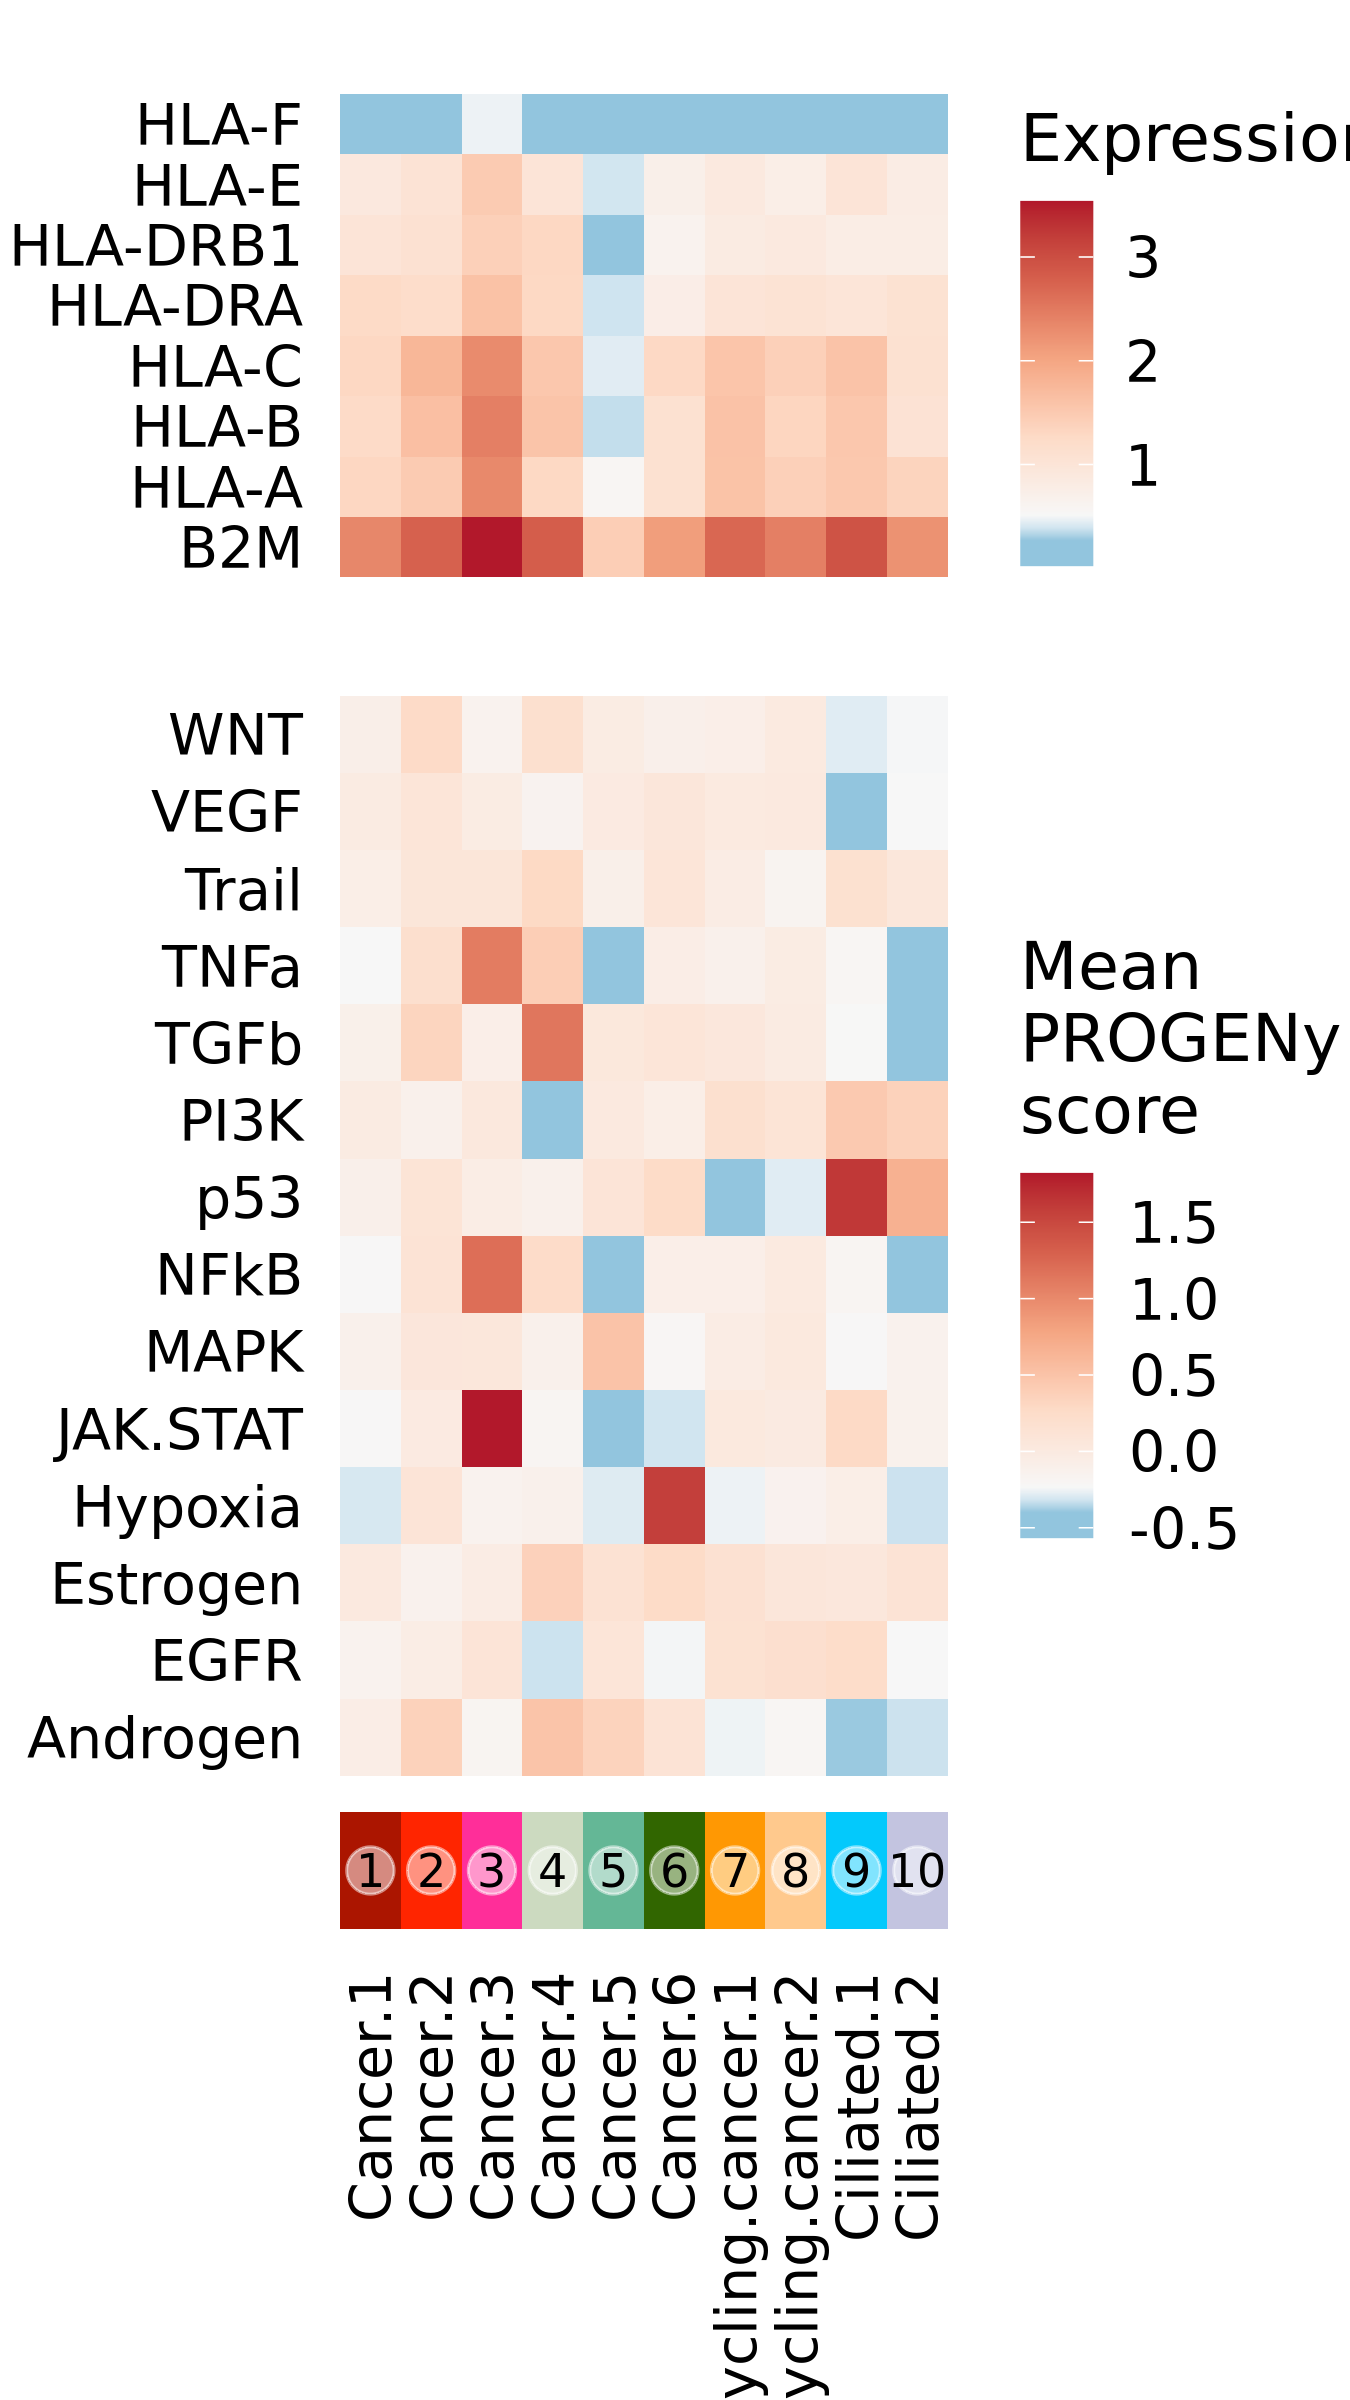 HLA-F
HLA-E
HLA-DRB1
HLA-DRA
HLA-C
HLA-B
HLA-A
B2M
Expression
3
2
1
WNT
VEGF
Trail
TNFa
TGFb
PI3K
p53
NFkB
MAPK
JAK.STAT
Hypoxia
Estrogen
EGFR
Androgen
Mean
PROGENy
score
1.5
1.0
0.5
0.0
-0.5
1 2 3 4 5 6 7 8 9 10
Cancer.1
Cancer.2
Cancer.3
Cancer.4
Cancer.5
Cancer.6
ycling.cancer.1
ycling.cancer.2
Ciliated.1
Ciliated.2